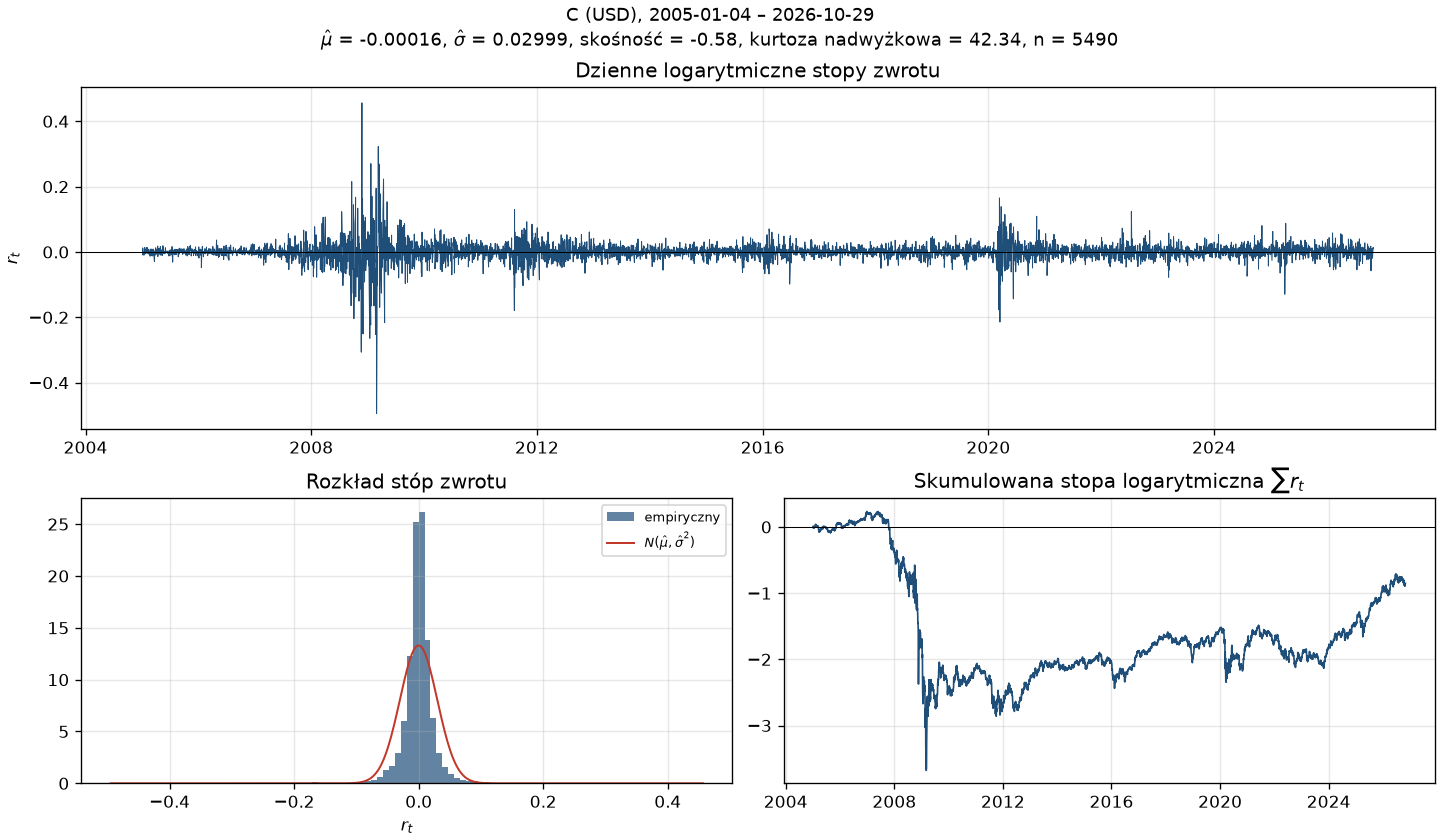 C (USD), 2005-01-04 – 2026-10-29
μ̂ = -0.00016, σ̂ = 0.02999, skośność = -0.58, kurtoza nadwyżkowa = 42.34, n = 5490
Dzienne logarytmiczne stopy zwrotu
0.4
0.2
0.0
−0.2
−0.4
r_t
2004 2008 2012 2016 2020 2024
Rozkład stóp zwrotu
empiryczny
N(μ̂, σ̂²)
25
20
15
10
5
0
−0.4 −0.2 0.0 0.2 0.4
r_t
Skumulowana stopa logarytmiczna ∑r_t
0
−1
−2
−3
2004 2008 2012 2016 2020 2024